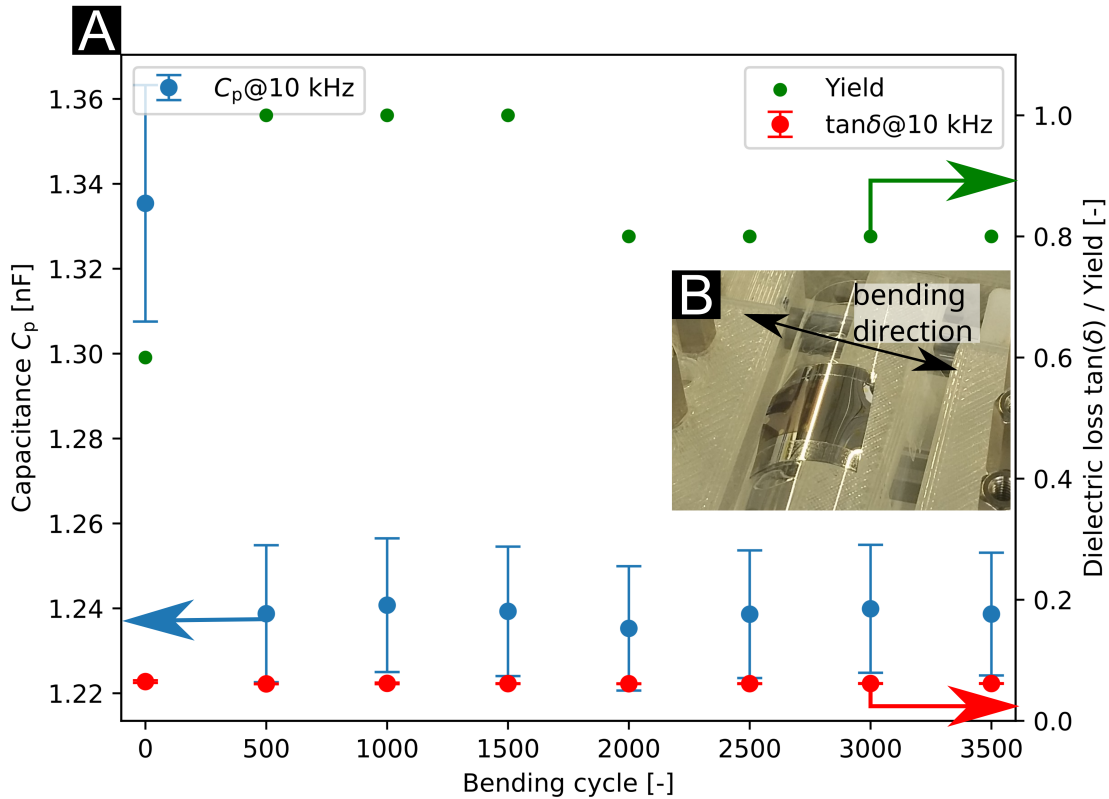 A
Cp@10 kHz
Yield
tanδ@10 kHz
1.36
1.34
1.32
1.30
1.28
1.26
1.24
1.22
Capacitance Cp [nF]
1.0
0.8
0.6
0.4
0.2
0.0
Dielectric loss tan(δ) / Yield [-]
B
bending
direction
0 500 1000 1500 2000 2500 3000 3500
Bending cycle [-]